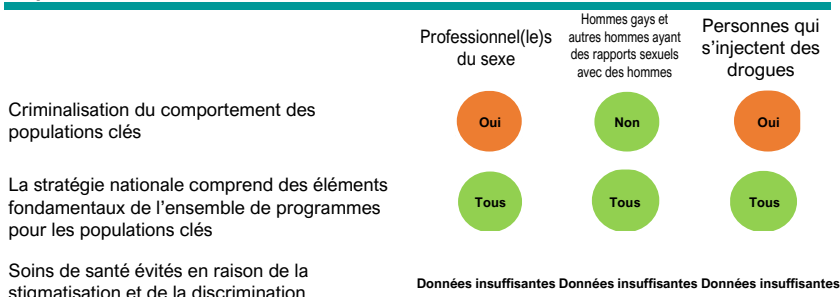 Professionnel(le)s
du sexe
Hommes gays et
autres hommes ayant
des rapports sexuels
avec des hommes
Personnes qui
s’injectent des
drogues
Criminalisation du comportement des
populations clés
Oui
Non
Oui
La stratégie nationale comprend des éléments
fondamentaux de l’ensemble de programmes
pour les populations clés
Tous
Tous
Tous
Soins de santé évités en raison de la
stigmatisation et de la discrimination
Données insuffisantes Données insuffisantes Données insuffisantes